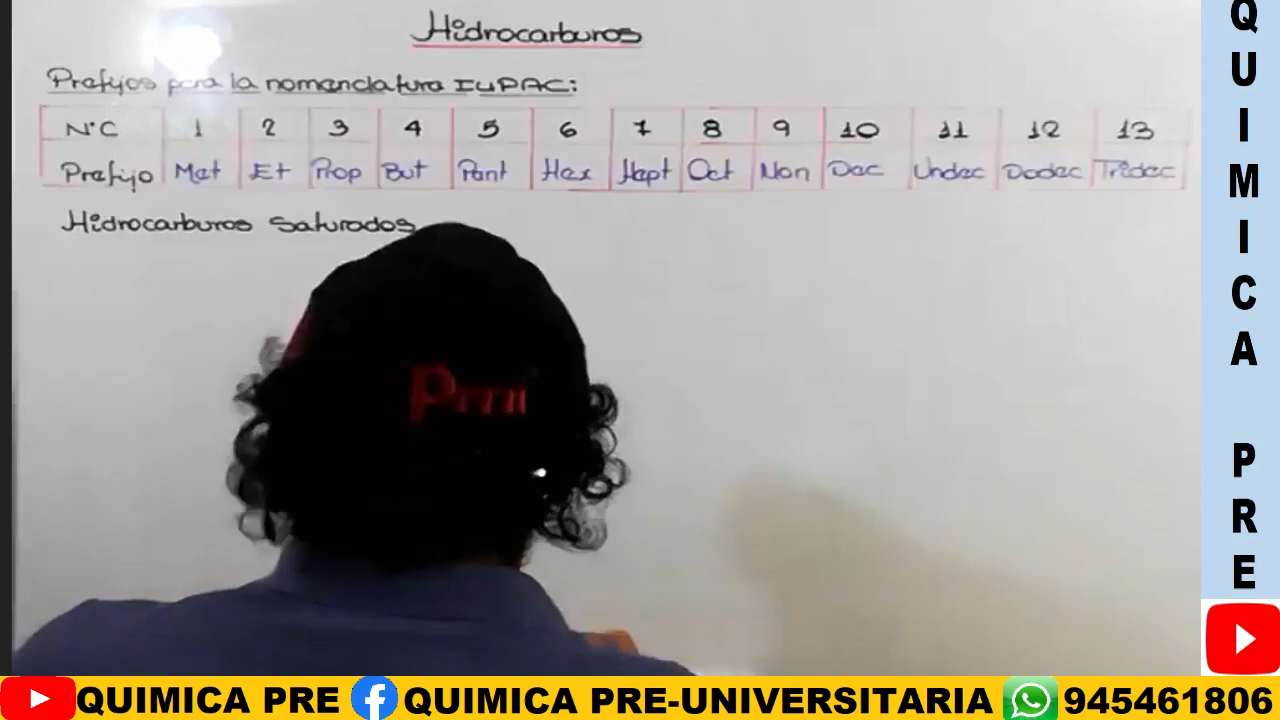 Hidrocarburos
Prefijos para la nomenclatura IUPAC:
N°C 1 2 3 4 5 6 7 8 9 10 11 12 13
Prefijo Met Et Prop But Pent Hex Hept Oct Non Dec Undec Dodec Tridec
Hidrocarburos Saturados
QUIMICA PRE
QUIMICA PRE QUIMICA PRE-UNIVERSITARIA 945461806